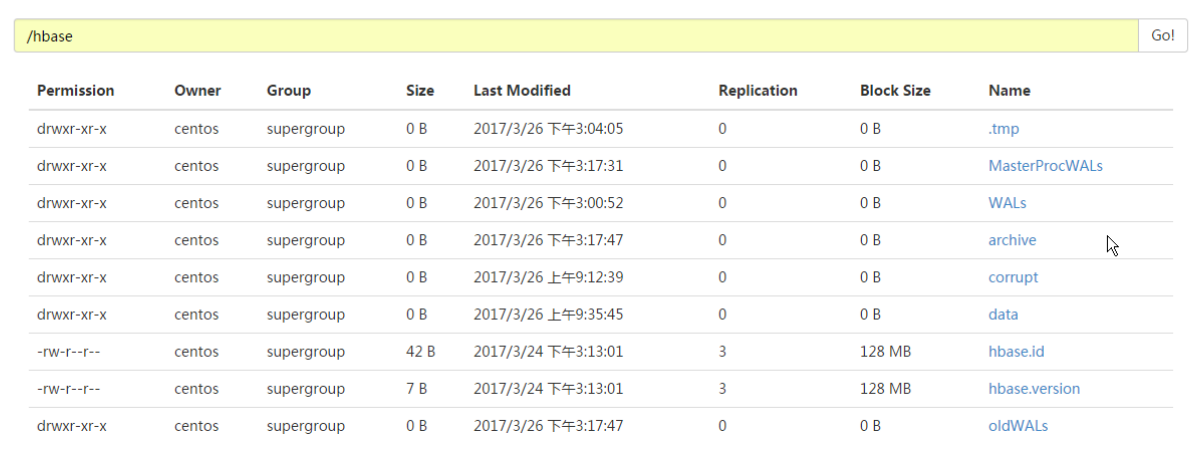 /hbase Go!
Permission Owner Group Size Last Modified Replication Block Size Name
drwxr-xr-x centos supergroup 0 B 2017/3/26 下午3:04:05 0 0 B .tmp
drwxr-xr-x centos supergroup 0 B 2017/3/26 下午3:17:31 0 0 B MasterProcWALs
drwxr-xr-x centos supergroup 0 B 2017/3/26 下午3:00:52 0 0 B WALs
drwxr-xr-x centos supergroup 0 B 2017/3/26 下午3:17:47 0 0 B archive
drwxr-xr-x centos supergroup 0 B 2017/3/26 上午9:12:39 0 0 B corrupt
drwxr-xr-x centos supergroup 0 B 2017/3/26 上午9:35:45 0 0 B data
-rw-r--r-- centos supergroup 42 B 2017/3/24 下午3:13:01 3 128 MB hbase.id
-rw-r--r-- centos supergroup 7 B 2017/3/24 下午3:13:01 3 128 MB hbase.version
drwxr-xr-x centos supergroup 0 B 2017/3/26 下午3:17:47 0 0 B oldWALs